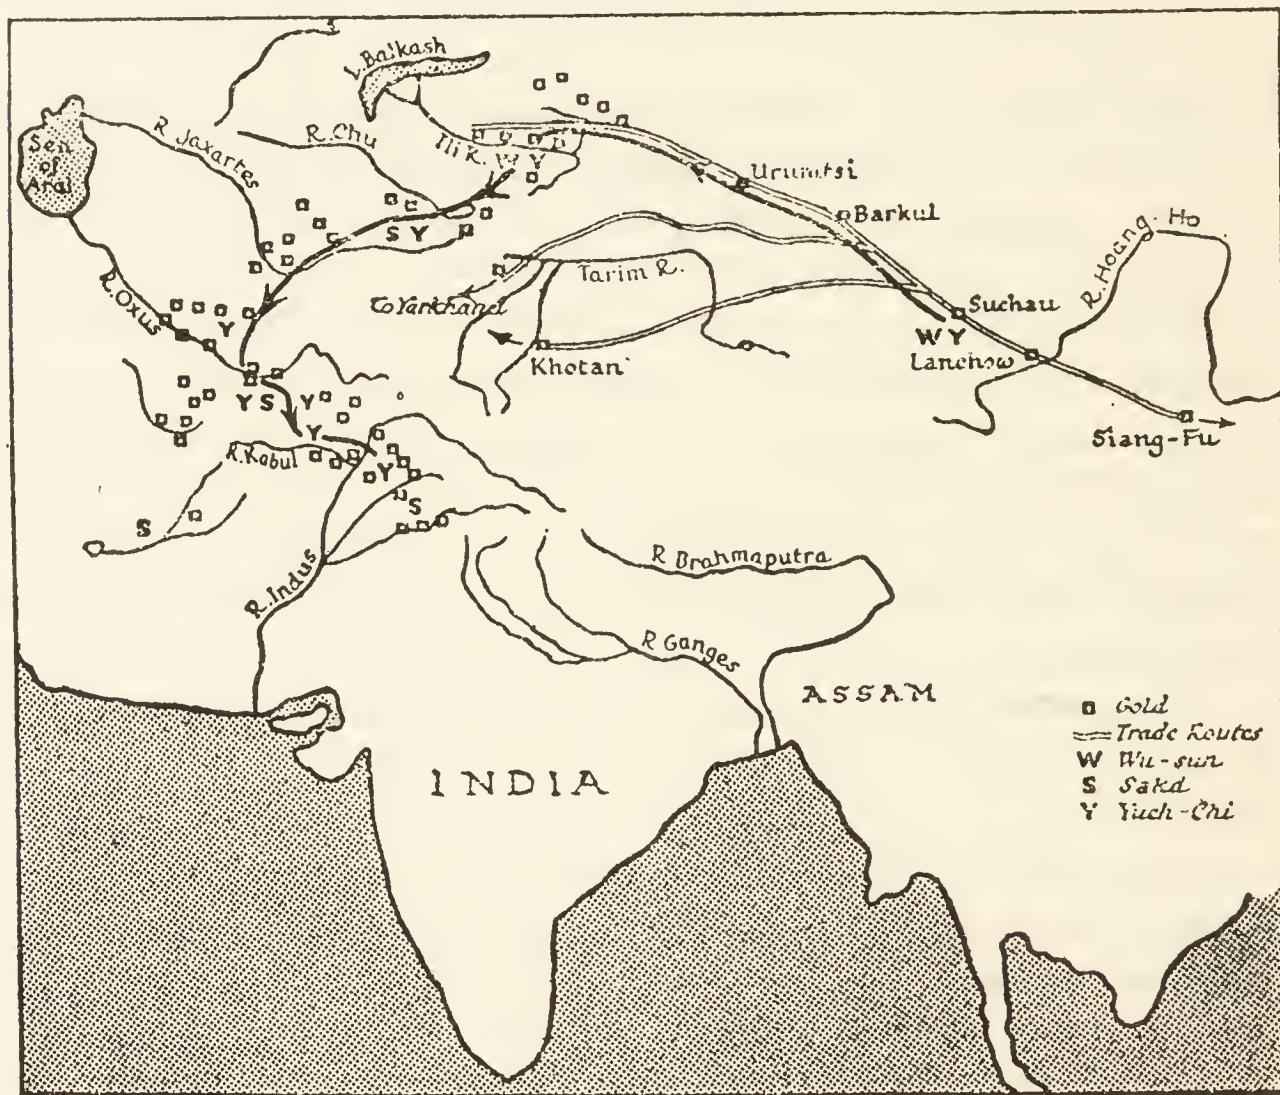 L. Balkash
Sea
of
Aral
R. Jaxartes
R. Chu
Ili R.
W Y
Urumtsi
Barkul
R. Hoang-Ho
S Y
Tarim R.
To Yarkhand
R. Oxus
Y
Suchau
W Y
Lanchow
Khotan
Y S
Y
Y
Siang-Fu
R. Kabul
Y
S
S
R. Indus
R Brahmaputra
R Ganges
ASSAM
INDIA
Gold
Trade Routes
W Wu-sun
S Saka
Y Yueh-Chi